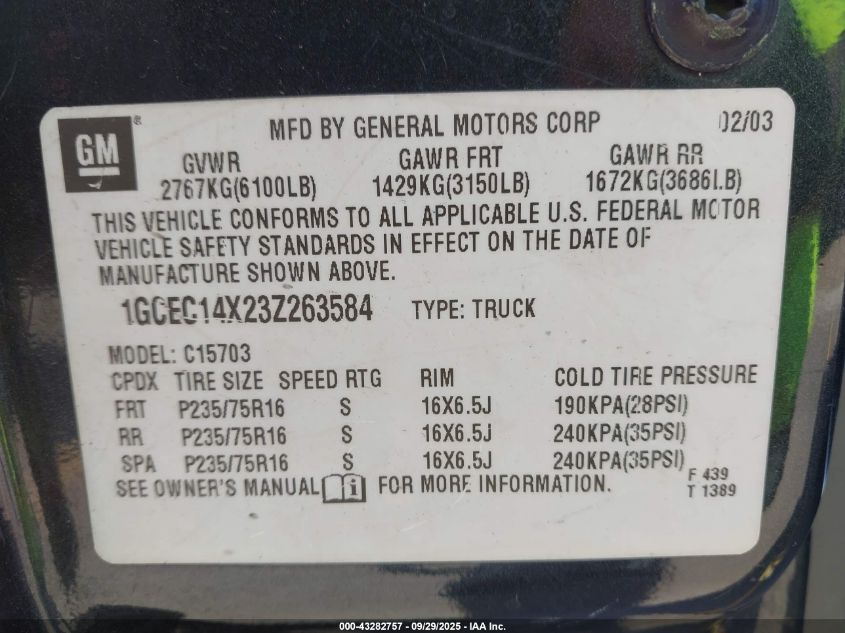 GM®
MFD BY GENERAL MOTORS CORP 02/03
GVWR GAWR FRT GAWR RR
2767KG(6100LB) 1429KG(3150LB) 1672KG(3686LB)
THIS VEHICLE CONFORMS TO ALL APPLICABLE U.S. FEDERAL MOTOR
VEHICLE SAFETY STANDARDS IN EFFECT ON THE DATE OF
MANUFACTURE SHOWN ABOVE.
1GCEC14X23Z263584 TYPE: TRUCK
MODEL: C15703
CPDX TIRE SIZE SPEED RTG RIM COLD TIRE PRESSURE
FRT P235/75R16 S 16X6.5J 190KPA(28PSI)
RR P235/75R16 S 16X6.5J 240KPA(35PSI)
SPA P235/75R16 S 16X6.5J 240KPA(35PSI)
SEE OWNER'S MANUAL i FOR MORE INFORMATION.
F 439
T 1389
000-43282757 - 09/29/2025 - IAA Inc.